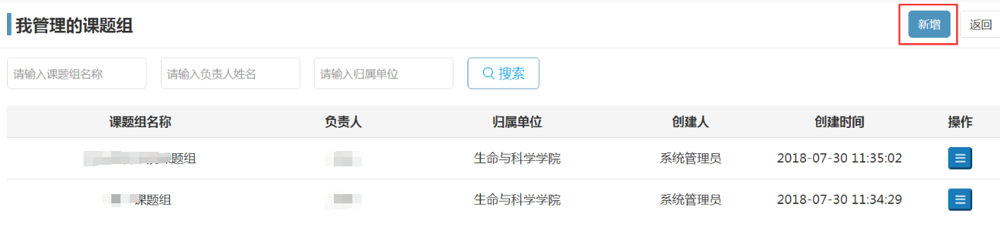 我管理的课题组 新增 返回
请输入课题组名称 请输入负责人姓名 请输入归属单位 搜索
课题组名称 负责人 归属单位 创建人 创建时间 操作
课题组 生命与科学学院 系统管理员 2018-07-30 11:35:02
课题组 生命与科学学院 系统管理员 2018-07-30 11:34:29